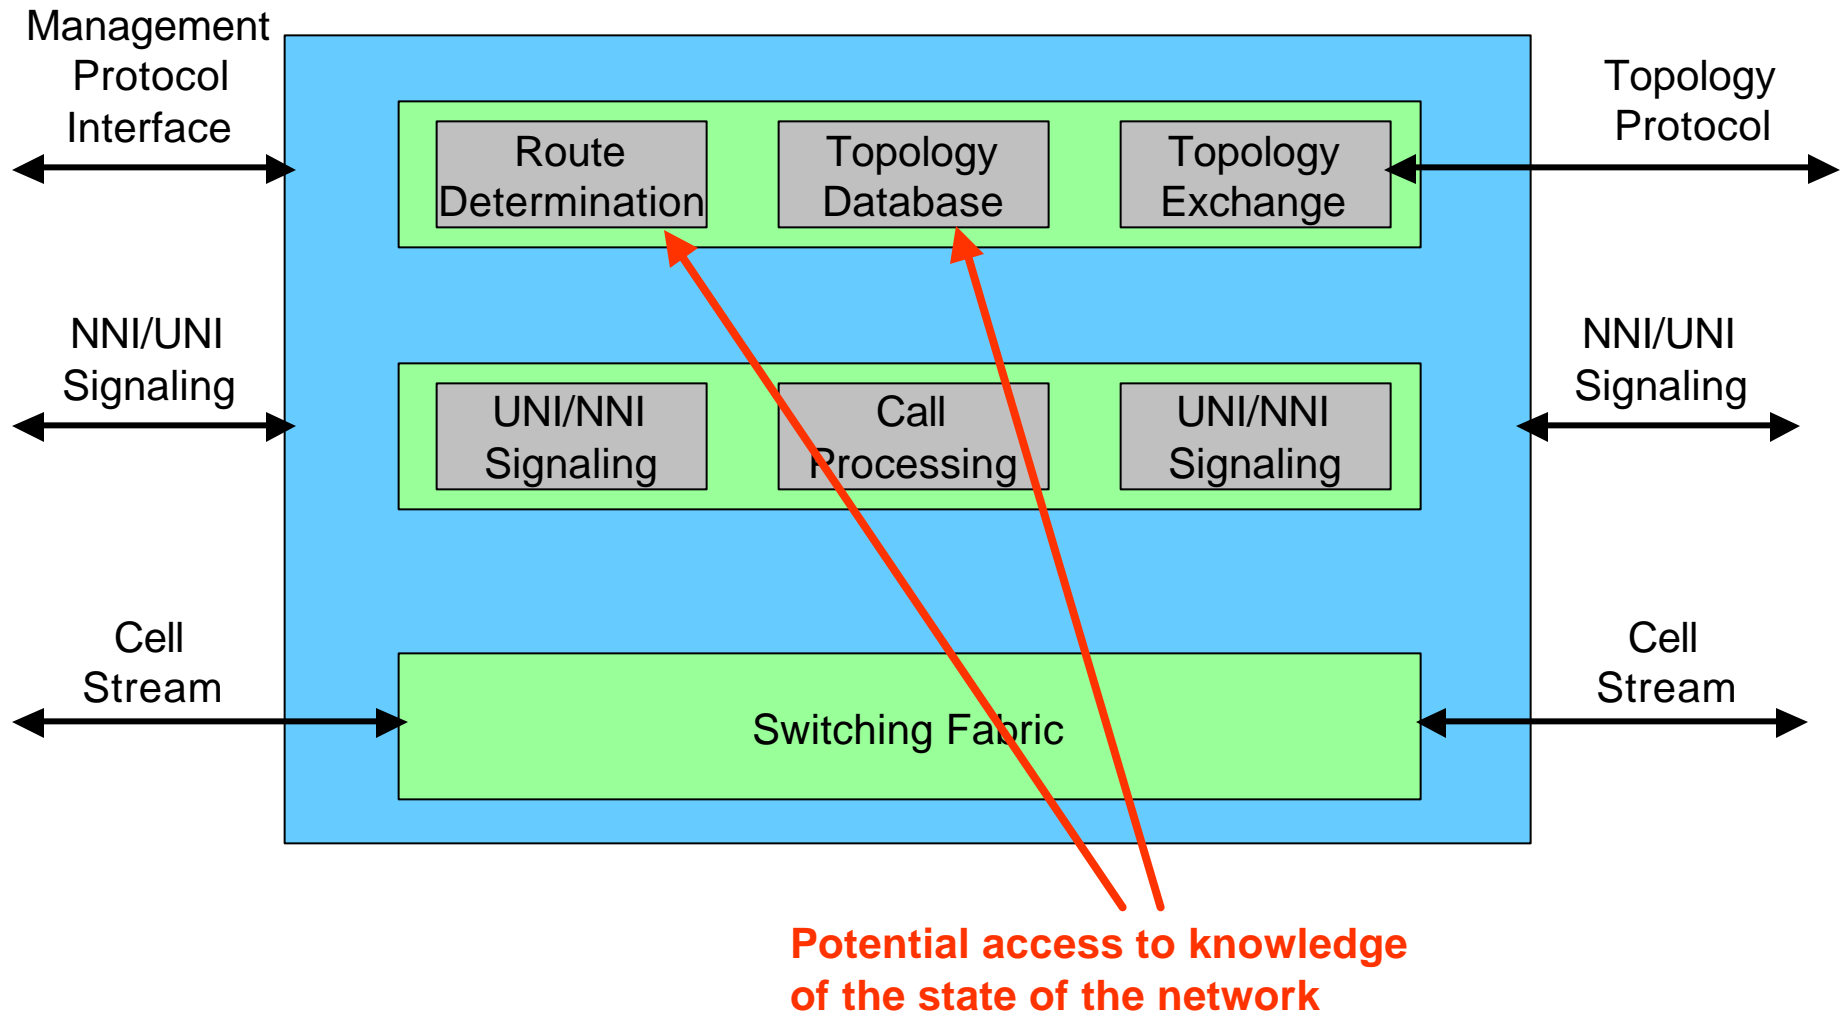 Management
Protocol
Interface
Topology
Protocol
Route
Determination
Topology
Database
Topology
Exchange
NNI/UNI
Signaling
NNI/UNI
Signaling
UNI/NNI
Signaling
Call
Processing
UNI/NNI
Signaling
Cell
Stream
Cell
Stream
Switching Fabric
Potential access to knowledge
of the state of the network